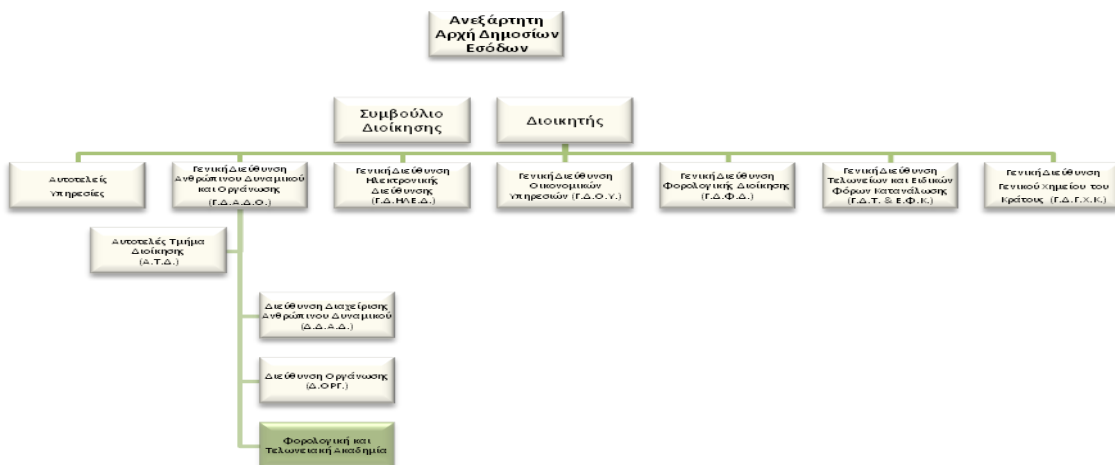 Ανεξάρτητη
Αρχή Δημοσίων
Εσόδων
Συμβούλιο
Διοίκησης
Διοικητής
Αυτοτελείς
Υπηρεσίες
Γενική Διεύθυνση
Ανθρώπινου Δυναμικού
και Οργάνωσης
(Γ.Δ.Α.Δ.Ο.)
Γενική Διεύθυνση
Ηλεκτρονικής
Διεύθυνσης
(Γ.Δ.ΗΛΕ.Δ.)
Γενική Διεύθυνση
Οικονομικών
Υπηρεσιών (Γ.Δ.Ο.Υ.)
Γενική Διεύθυνση
Φορολογικής Διοίκησης
(Γ.Δ.Φ.Δ.)
Γενική Διεύθυνση
Τελωνείων και Ειδικών
Φόρων Κατανάλωσης
(Γ.Δ.Τ. & Ε.Φ.Κ.)
Γενική Διεύθυνση
Γενικού Χημείου του
Κράτους (Γ.Δ.Γ.Χ.Κ.)
Αυτοτελές Τμήμα
Διοίκησης
(Α.Τ.Δ.)
Διεύθυνση Διαχείρισης
Ανθρώπινου Δυναμικού
(Δ.Δ.Α.Δ.)
Διεύθυνση Οργάνωσης
(Δ.ΟΡΓ.)
Φορολογική και
Τελωνειακή Ακαδημία